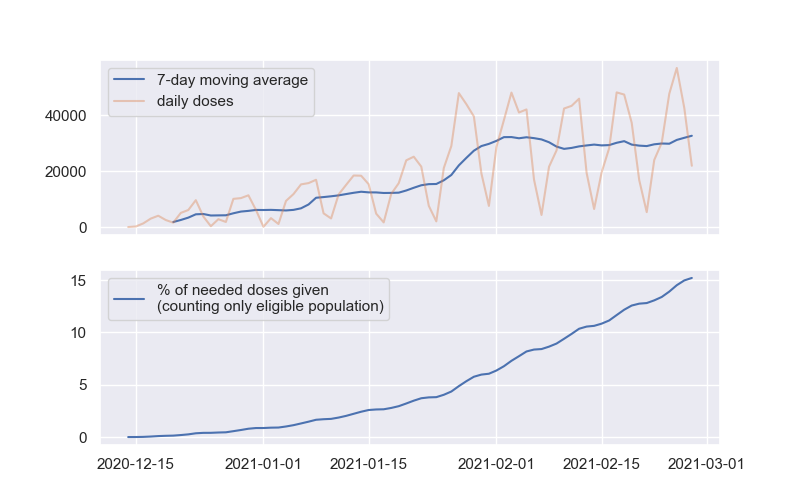 7-day moving average
daily doses
40000
20000
0
% of needed doses given
(counting only eligible population)
15
10
5
0
2020-12-15 2021-01-01 2021-01-15 2021-02-01 2021-02-15 2021-03-01